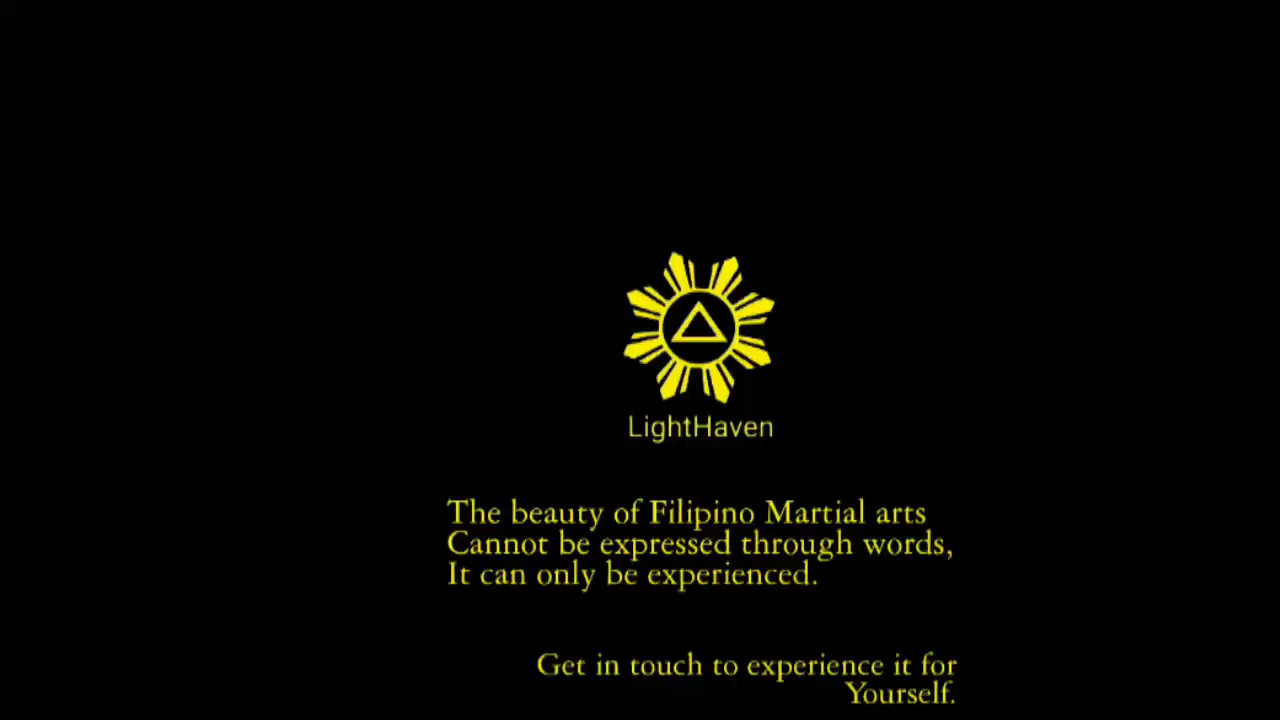 LightHaven
The beauty of Filipino Martial arts
Cannot be expressed through words,
It can only be experienced.
Get in touch to experience it for
Yourself.